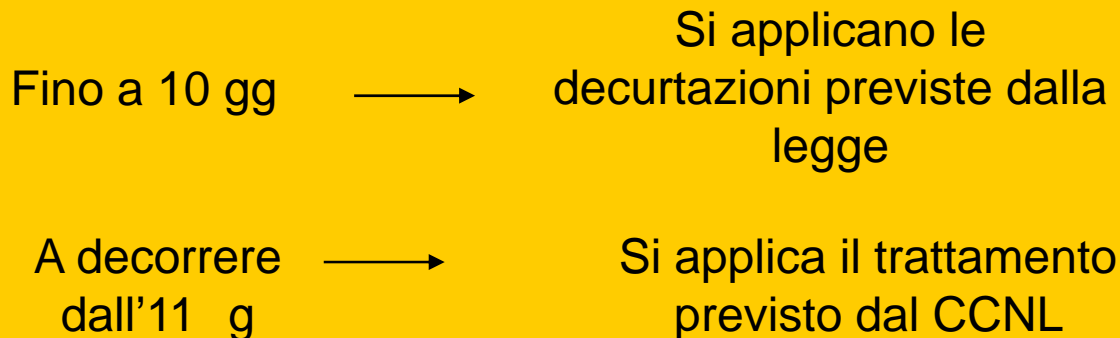 Fino a 10 gg
Si applicano le
decurtazioni previste dalla
legge
A decorrere
dall'11 g
Si applica il trattamento
previsto dal CCNL